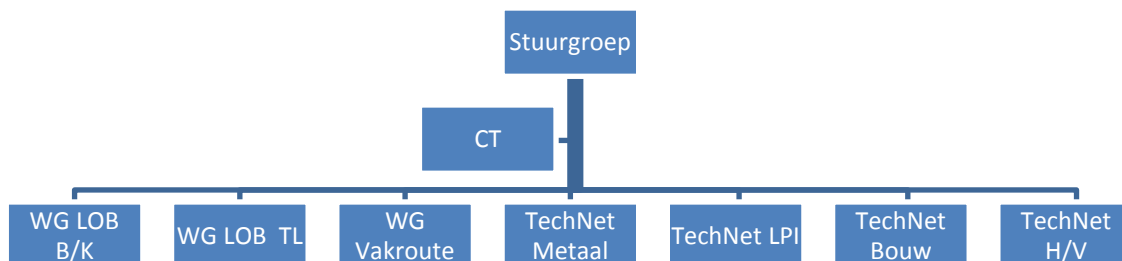 Stuurgroep
CT
WG LOB
B/K
WG LOB TL
WG
Vakroute
TechNet
Metaal
TechNet LPI
TechNet
Bouw
TechNet
H/V